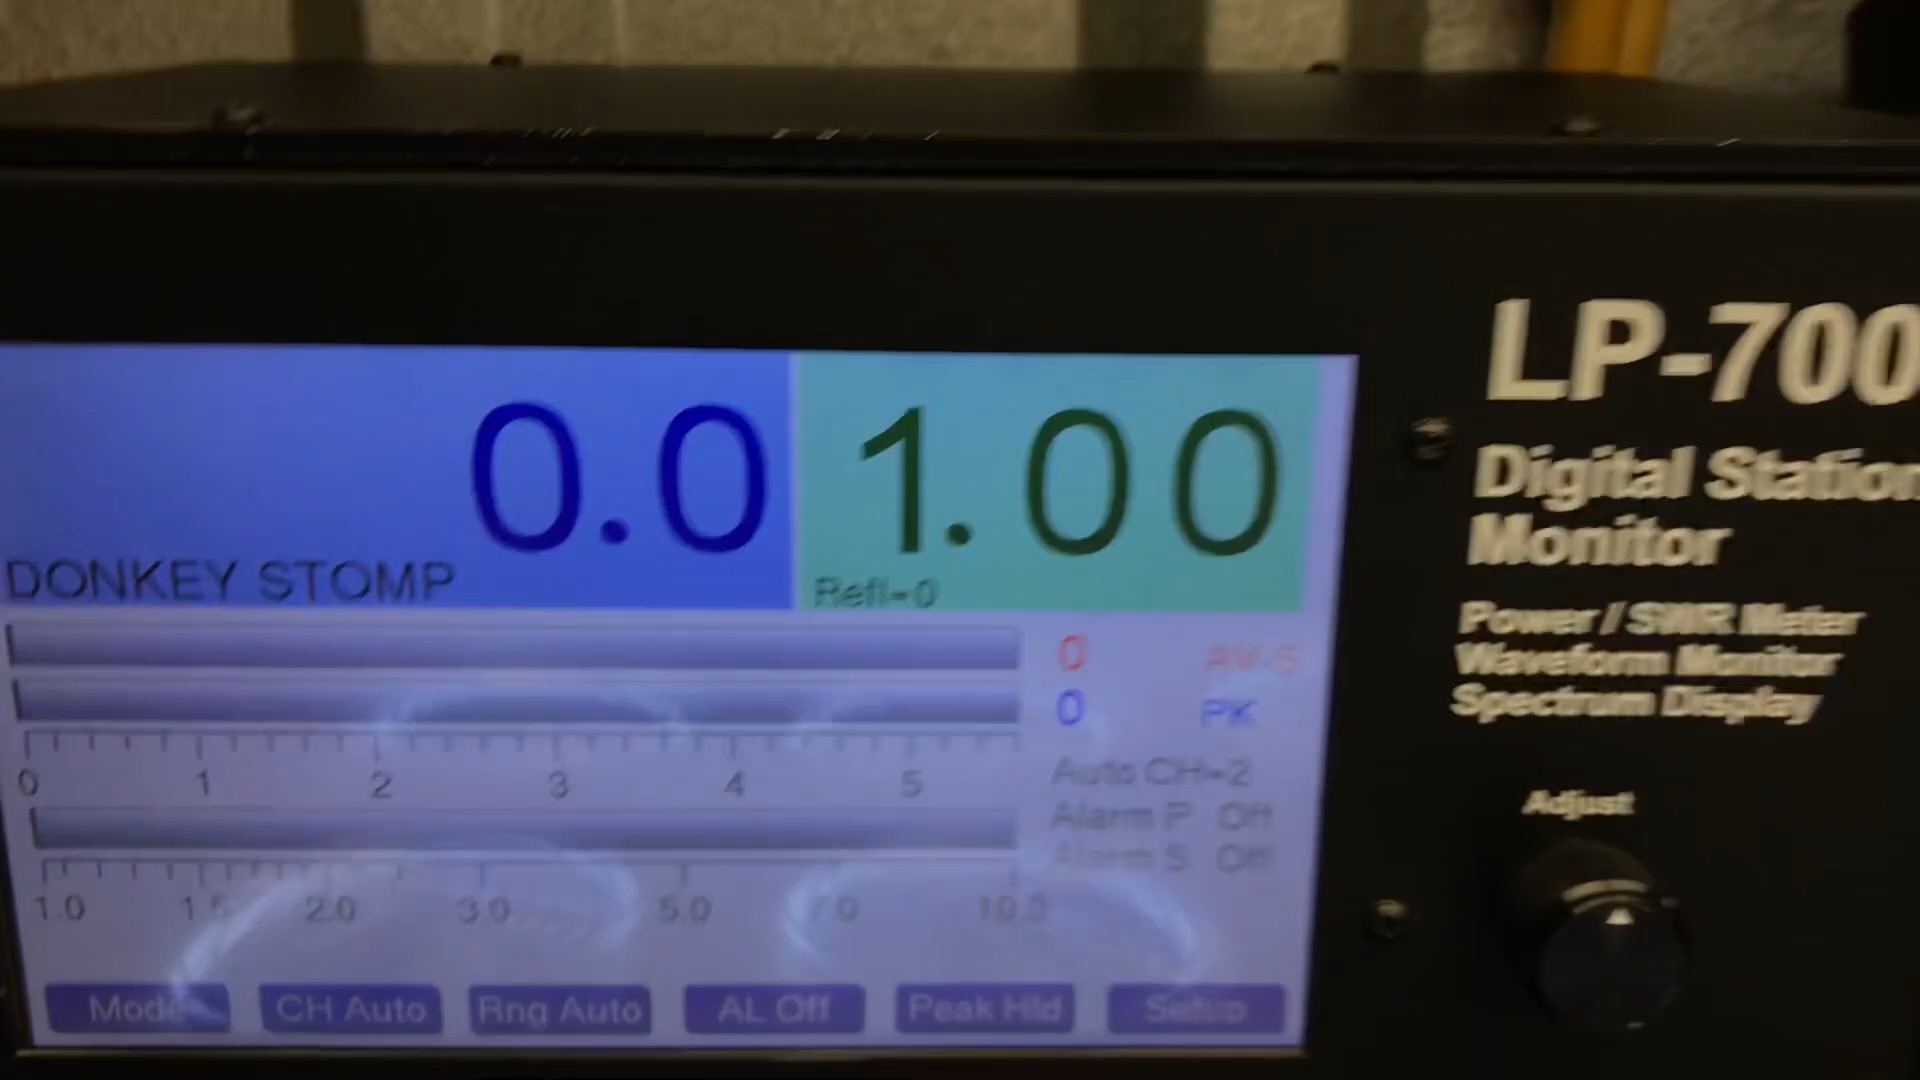 LP-700
Digital Station
Monitor
Power / SWR Meter
Waveform Monitor
Spectrum Display
Adjust
0.0
1.00
DONKEY STOMP
Refl=0
0 AV-S
0 PK
0 1 2 3 4 5
Auto CH=2
Alarm P Off
Alarm S Off
1.0 1.5 2.0 3.0 5.0 10.0
Mode CH Auto Rng Auto AL Off Peak Hld Setup